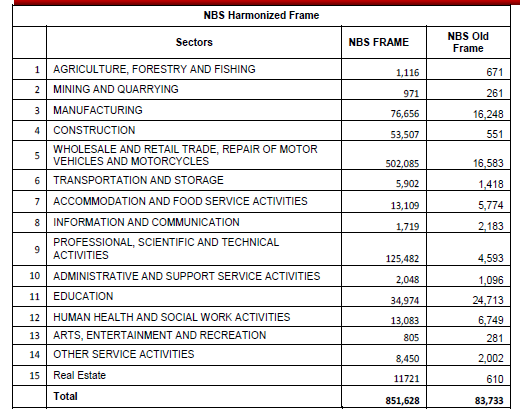 NBS Harmonized Frame
Sectors NBS FRAME NBS Old Frame
1 AGRICULTURE, FORESTRY AND FISHING 1,116 671
2 MINING AND QUARRYING 971 261
3 MANUFACTURING 76,656 16,248
4 CONSTRUCTION 53,507 551
5 WHOLESALE AND RETAIL TRADE, REPAIR OF MOTOR
VEHICLES AND MOTORCYCLES 502,085 16,583
6 TRANSPORTATION AND STORAGE 5,902 1,418
7 ACCOMMODATION AND FOOD SERVICE ACTIVITIES 13,109 5,774
8 INFORMATION AND COMMUNICATION 1,719 2,183
9 PROFESSIONAL, SCIENTIFIC AND TECHNICAL
ACTIVITIES 125,482 4,593
10 ADMINISTRATIVE AND SUPPORT SERVICE ACTIVITIES 2,048 1,096
11 EDUCATION 34,974 24,713
12 HUMAN HEALTH AND SOCIAL WORK ACTIVITIES 13,083 6,749
13 ARTS, ENTERTAINMENT AND RECREATION 805 281
14 OTHER SERVICE ACTIVITIES 8,450 2,002
15 Real Estate 11721 610
Total 851,628 83,733